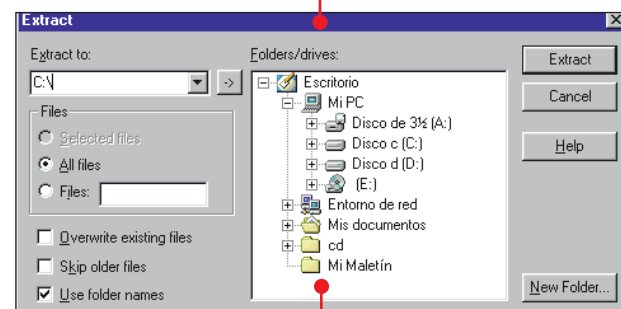 Extract
Extract to:
C:\
->
Files
Selected files
All files
Files:
Overwrite existing files
Skip older files
Use folder names
Folders/drives:
Escritorio
Mi PC
Disco de 3½ (A:)
Disco c (C:)
Disco d (D:)
(E:)
Entorno de red
Mis documentos
cd
Mi Maletín
Extract
Cancel
Help
New Folder...